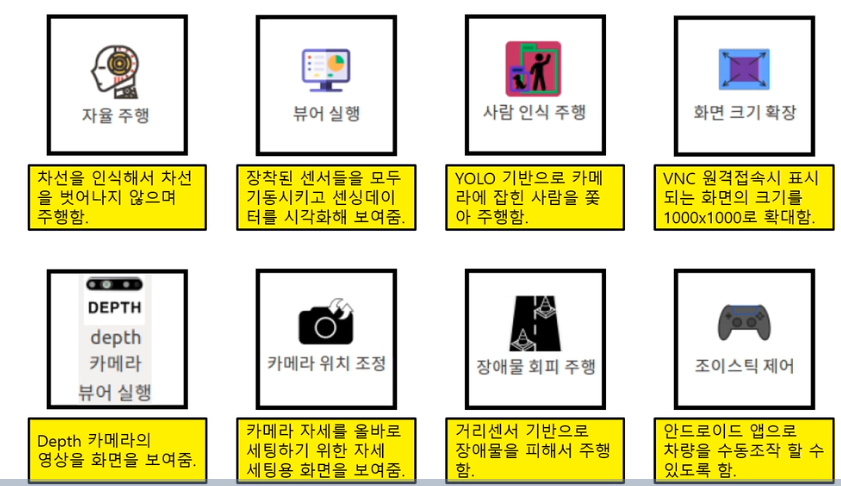 자율 주행
뷰어 실행
사람 인식 주행
화면 크기 확장
차선을 인식해서 차선
을 벗어나지 않으며
주행함.
장착된 센서들을 모두
기동시키고 센싱데이
터를 시각화해 보여줌.
YOLO 기반으로 카메
라에 잡힌 사람을 쫓
아 주행함.
VNC 원격접속시 표시
되는 화면의 크기를
1000x1000로 확대함.
DEPTH
depth
카메라
뷰어 실행
카메라 위치 조정
장애물 회피 주행
조이스틱 제어
Depth 카메라의
영상을 화면을 보여줌.
카메라 자세를 올바로
세팅하기 위한 자세
세팅용 화면을 보여줌.
거리센서 기반으로
장애물을 피해서 주행
함.
안드로이드 앱으로
차량을 수동조작 할 수
있도록 함.